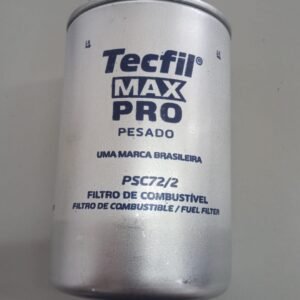 Tecfil®
MAX
PRO
PESADO
UMA MARCA BRASILEIRA
PSC72/2
FILTRO DE COMBUSTÍVEL
FILTRO DE COMBUSTIBLE / FUEL FILTER